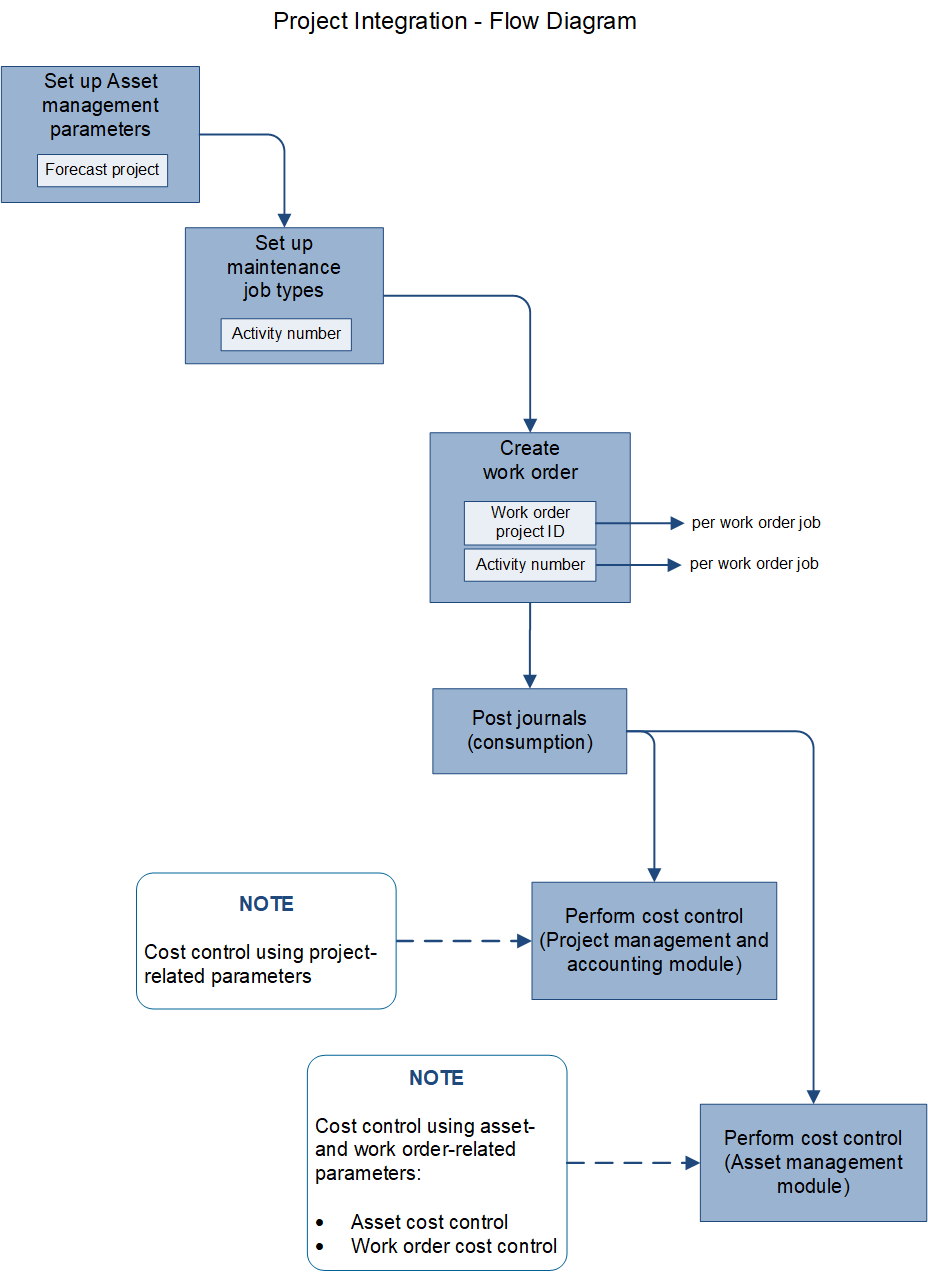 Project Integration - Flow Diagram
Set up Asset
management
parameters
Forecast project
Set up
maintenance
job types
Activity number
Create
work order
Work order
project ID
per work order job
Activity number
per work order job
Post journals
(consumption)
NOTE
Cost control using project-
related parameters
Perform cost control
(Project management and
accounting module)
NOTE
Cost control using asset-
and work order-related
parameters:
• Asset cost control
• Work order cost control
Perform cost control
(Asset management
module)